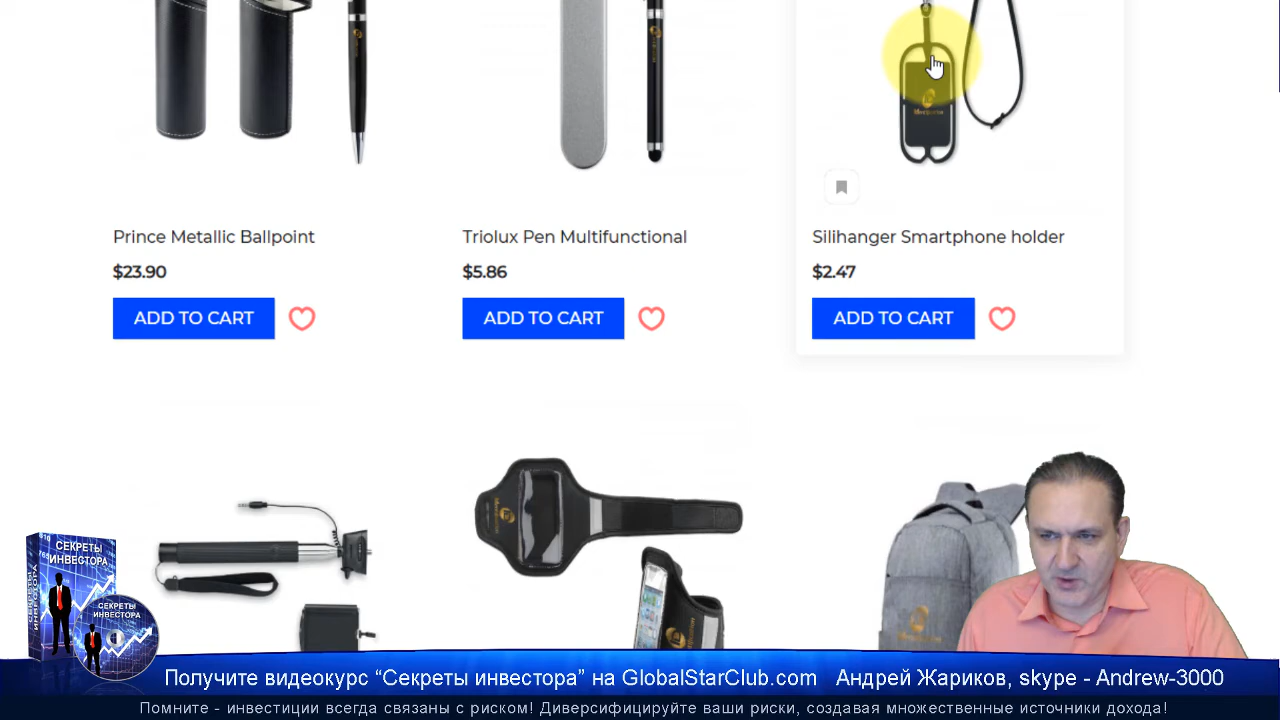 Prince Metallic Ballpoint
$23.90
ADD TO CART
Triolux Pen Multifunctional
$5.86
ADD TO CART
Silihanger Smartphone holder
$2.47
ADD TO CART
СЕКРЕТЫ
ИНВЕСТОРА
СЕКРЕТЫ
ИНВЕСТОРА
СЕКРЕТЫ
ИНВЕСТОРА
Получите видеокурс “Секреты инвестора” на GlobalStarClub.com Андрей Жариков, skype - Andrew-3000
Помните - инвестиции всегда связаны с риском! Диверсифицируйте ваши риски, создавая множественные источники дохода!